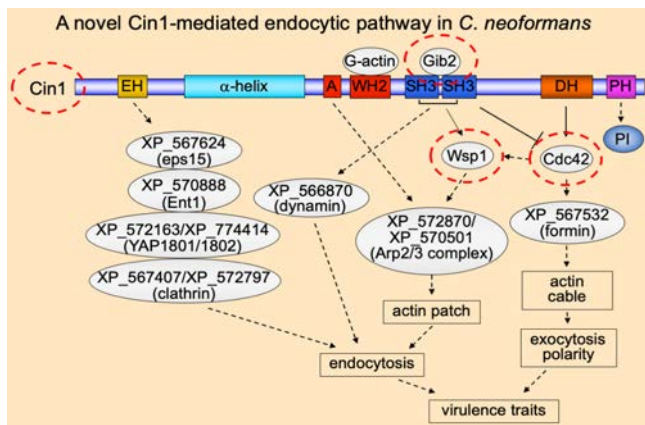 A novel Cin1-mediated endocytic pathway in C. neoformans
G-actin
Gib2
Cin1
EH
α-helix
A
WH2
SH3
SH3
DH
PH
PI
XP_567624
(eps15)
Wsp1
Cdc42
XP_570888
(Ent1)
XP_566870
(dynamin)
XP_572163/XP_774414
(YAP1801/1802)
XP_572870/
XP_570501
(Arp2/3 complex)
XP_567532
(formin)
XP_567407/XP_572797
(clathrin)
actin
cable
actin patch
exocytosis
polarity
endocytosis
virulence traits